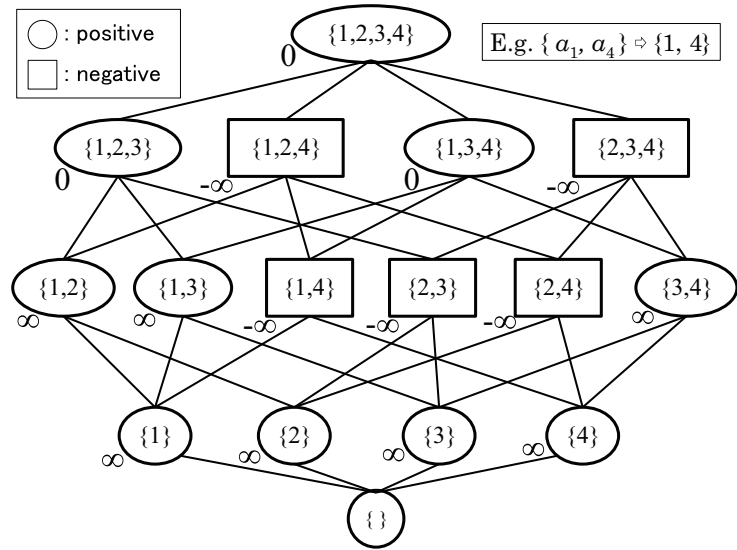 : positive
: negative
E.g. { a₁, a₄} ⇨ {1, 4}
{1,2,3,4}
0
{1,2,3} {1,2,4} {1,3,4} {2,3,4}
0 -∞ 0 -∞
{1,2} {1,3} {1,4} {2,3} {2,4} {3,4}
∞ ∞ -∞ -∞ -∞ ∞
{1} {2} {3} {4}
∞ ∞ ∞ ∞
{ }